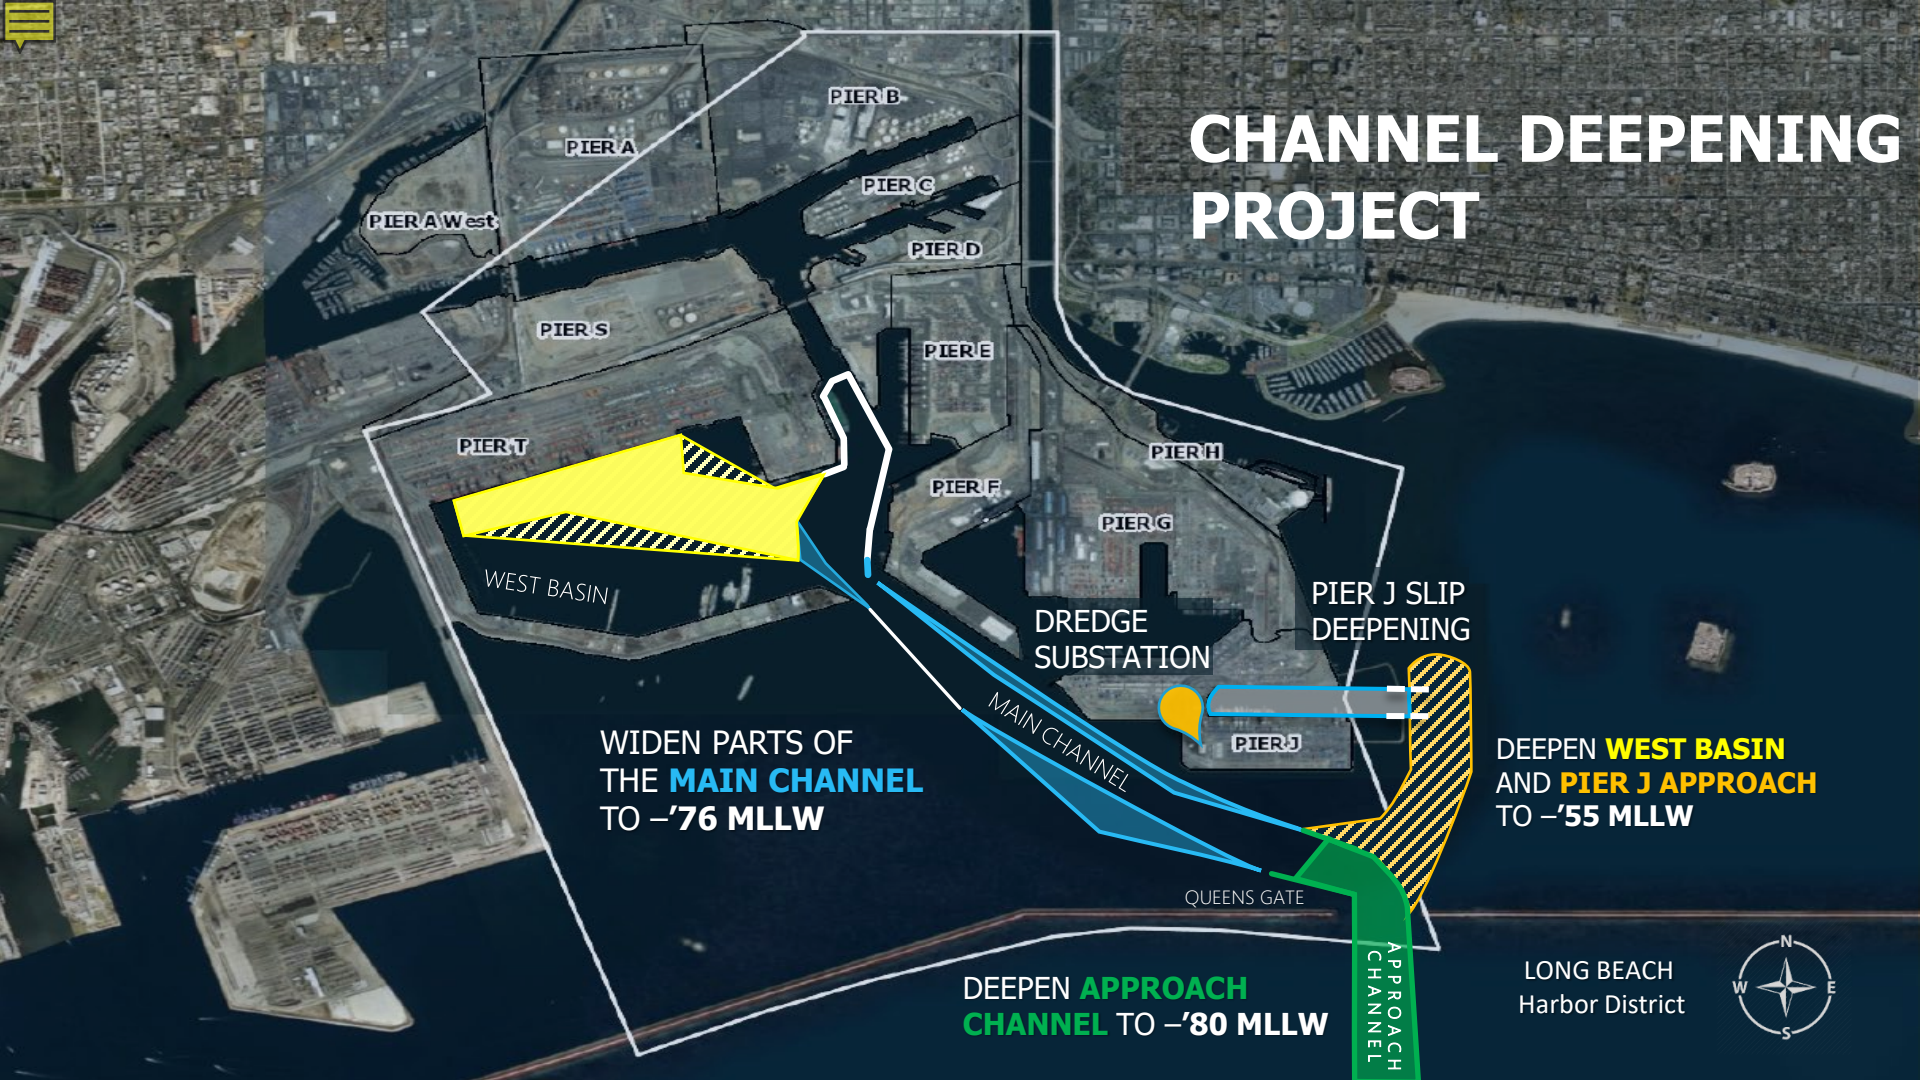 CHANNEL DEEPENING
PROJECT
PIER B
PIER A
PIER C
PIER A West
PIER D
PIER S
PIER E
PIER T
PIER H
PIER F
PIER G
WEST BASIN
DREDGE
SUBSTATION
PIER J SLIP
DEEPENING
MAIN CHANNEL
PIER J
WIDEN PARTS OF
THE MAIN CHANNEL
TO –’76 MLLW
DEEPEN WEST BASIN
AND PIER J APPROACH
TO –’55 MLLW
QUEENS GATE
APPROACH
CHANNEL
DEEPEN APPROACH
CHANNEL TO –’80 MLLW
LONG BEACH
Harbor District
N
W E
S